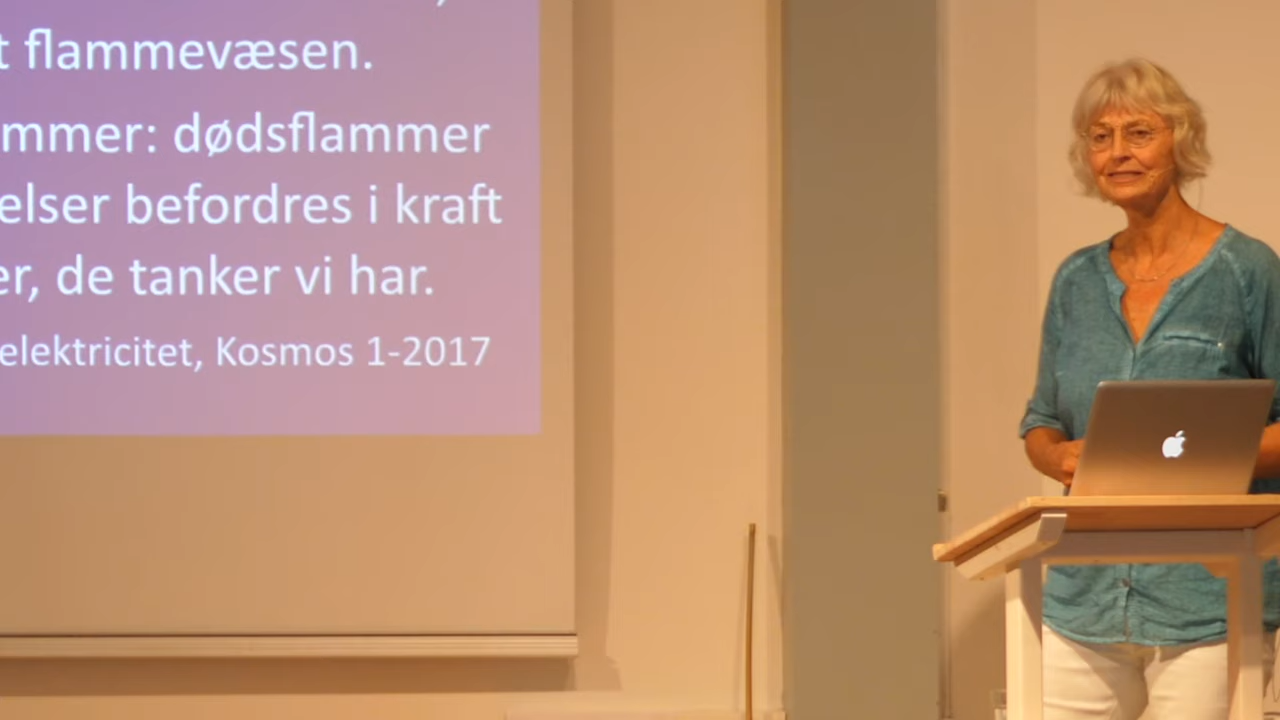 t flammevæsen.
mmer: dødsflammer
elser befordres i kraft
er, de tanker vi har.
elektricitet, Kosmos 1-2017